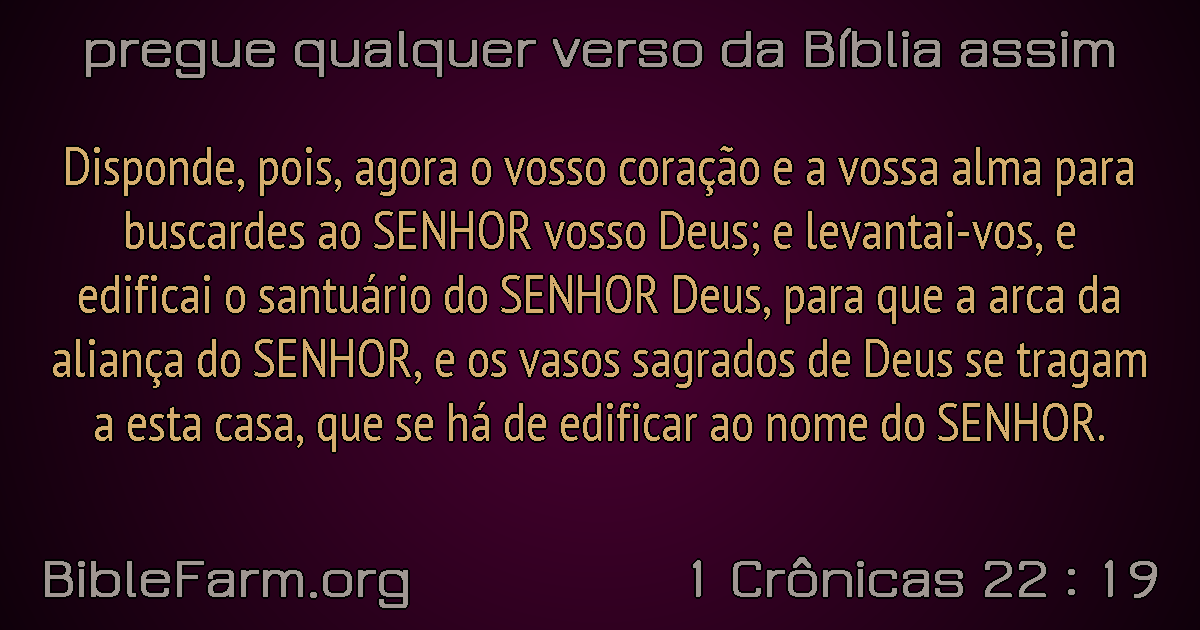 pregue qualquer verso da Bíblia assim
Disponde, pois, agora o vosso coração e a vossa alma para
buscardes ao SENHOR vosso Deus; e levantai-vos, e
edificai o santuário do SENHOR Deus, para que a arca da
aliança do SENHOR, e os vasos sagrados de Deus se tragam
a esta casa, que se há de edificar ao nome do SENHOR.
BibleFarm.org
1 Crônicas 22 : 19